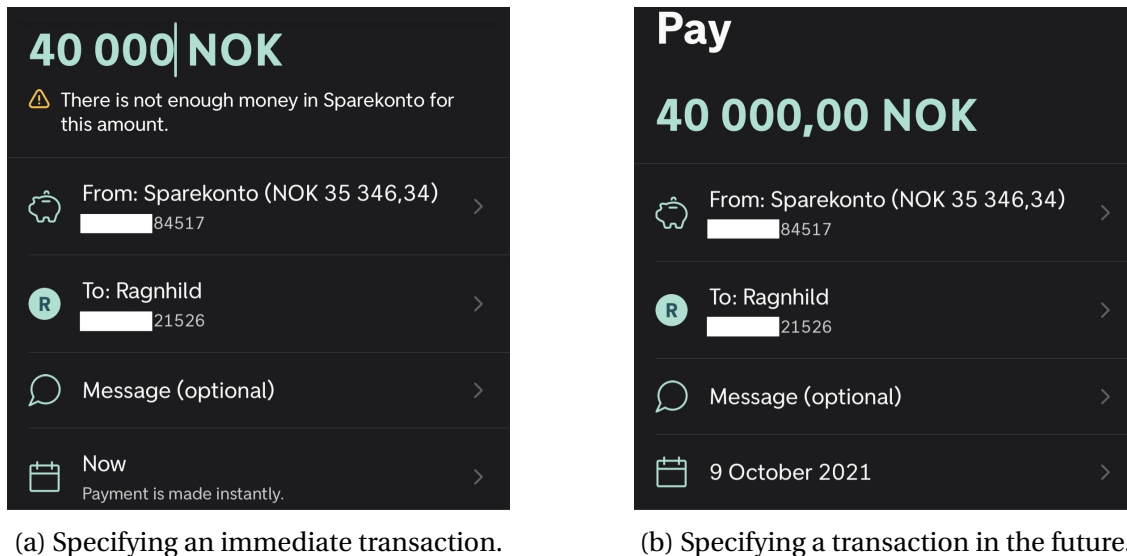 40 000 NOK
There is not enough money in Sparekonto for
this amount.
From: Sparekonto (NOK 35 346,34)
84517
R
To: Ragnhild
21526
Message (optional)
Now
Payment is made instantly.
(a) Specifying an immediate transaction.
Pay
40 000,00 NOK
From: Sparekonto (NOK 35 346,34)
84517
R
To: Ragnhild
21526
Message (optional)
9 October 2021
(b) Specifying a transaction in the future.